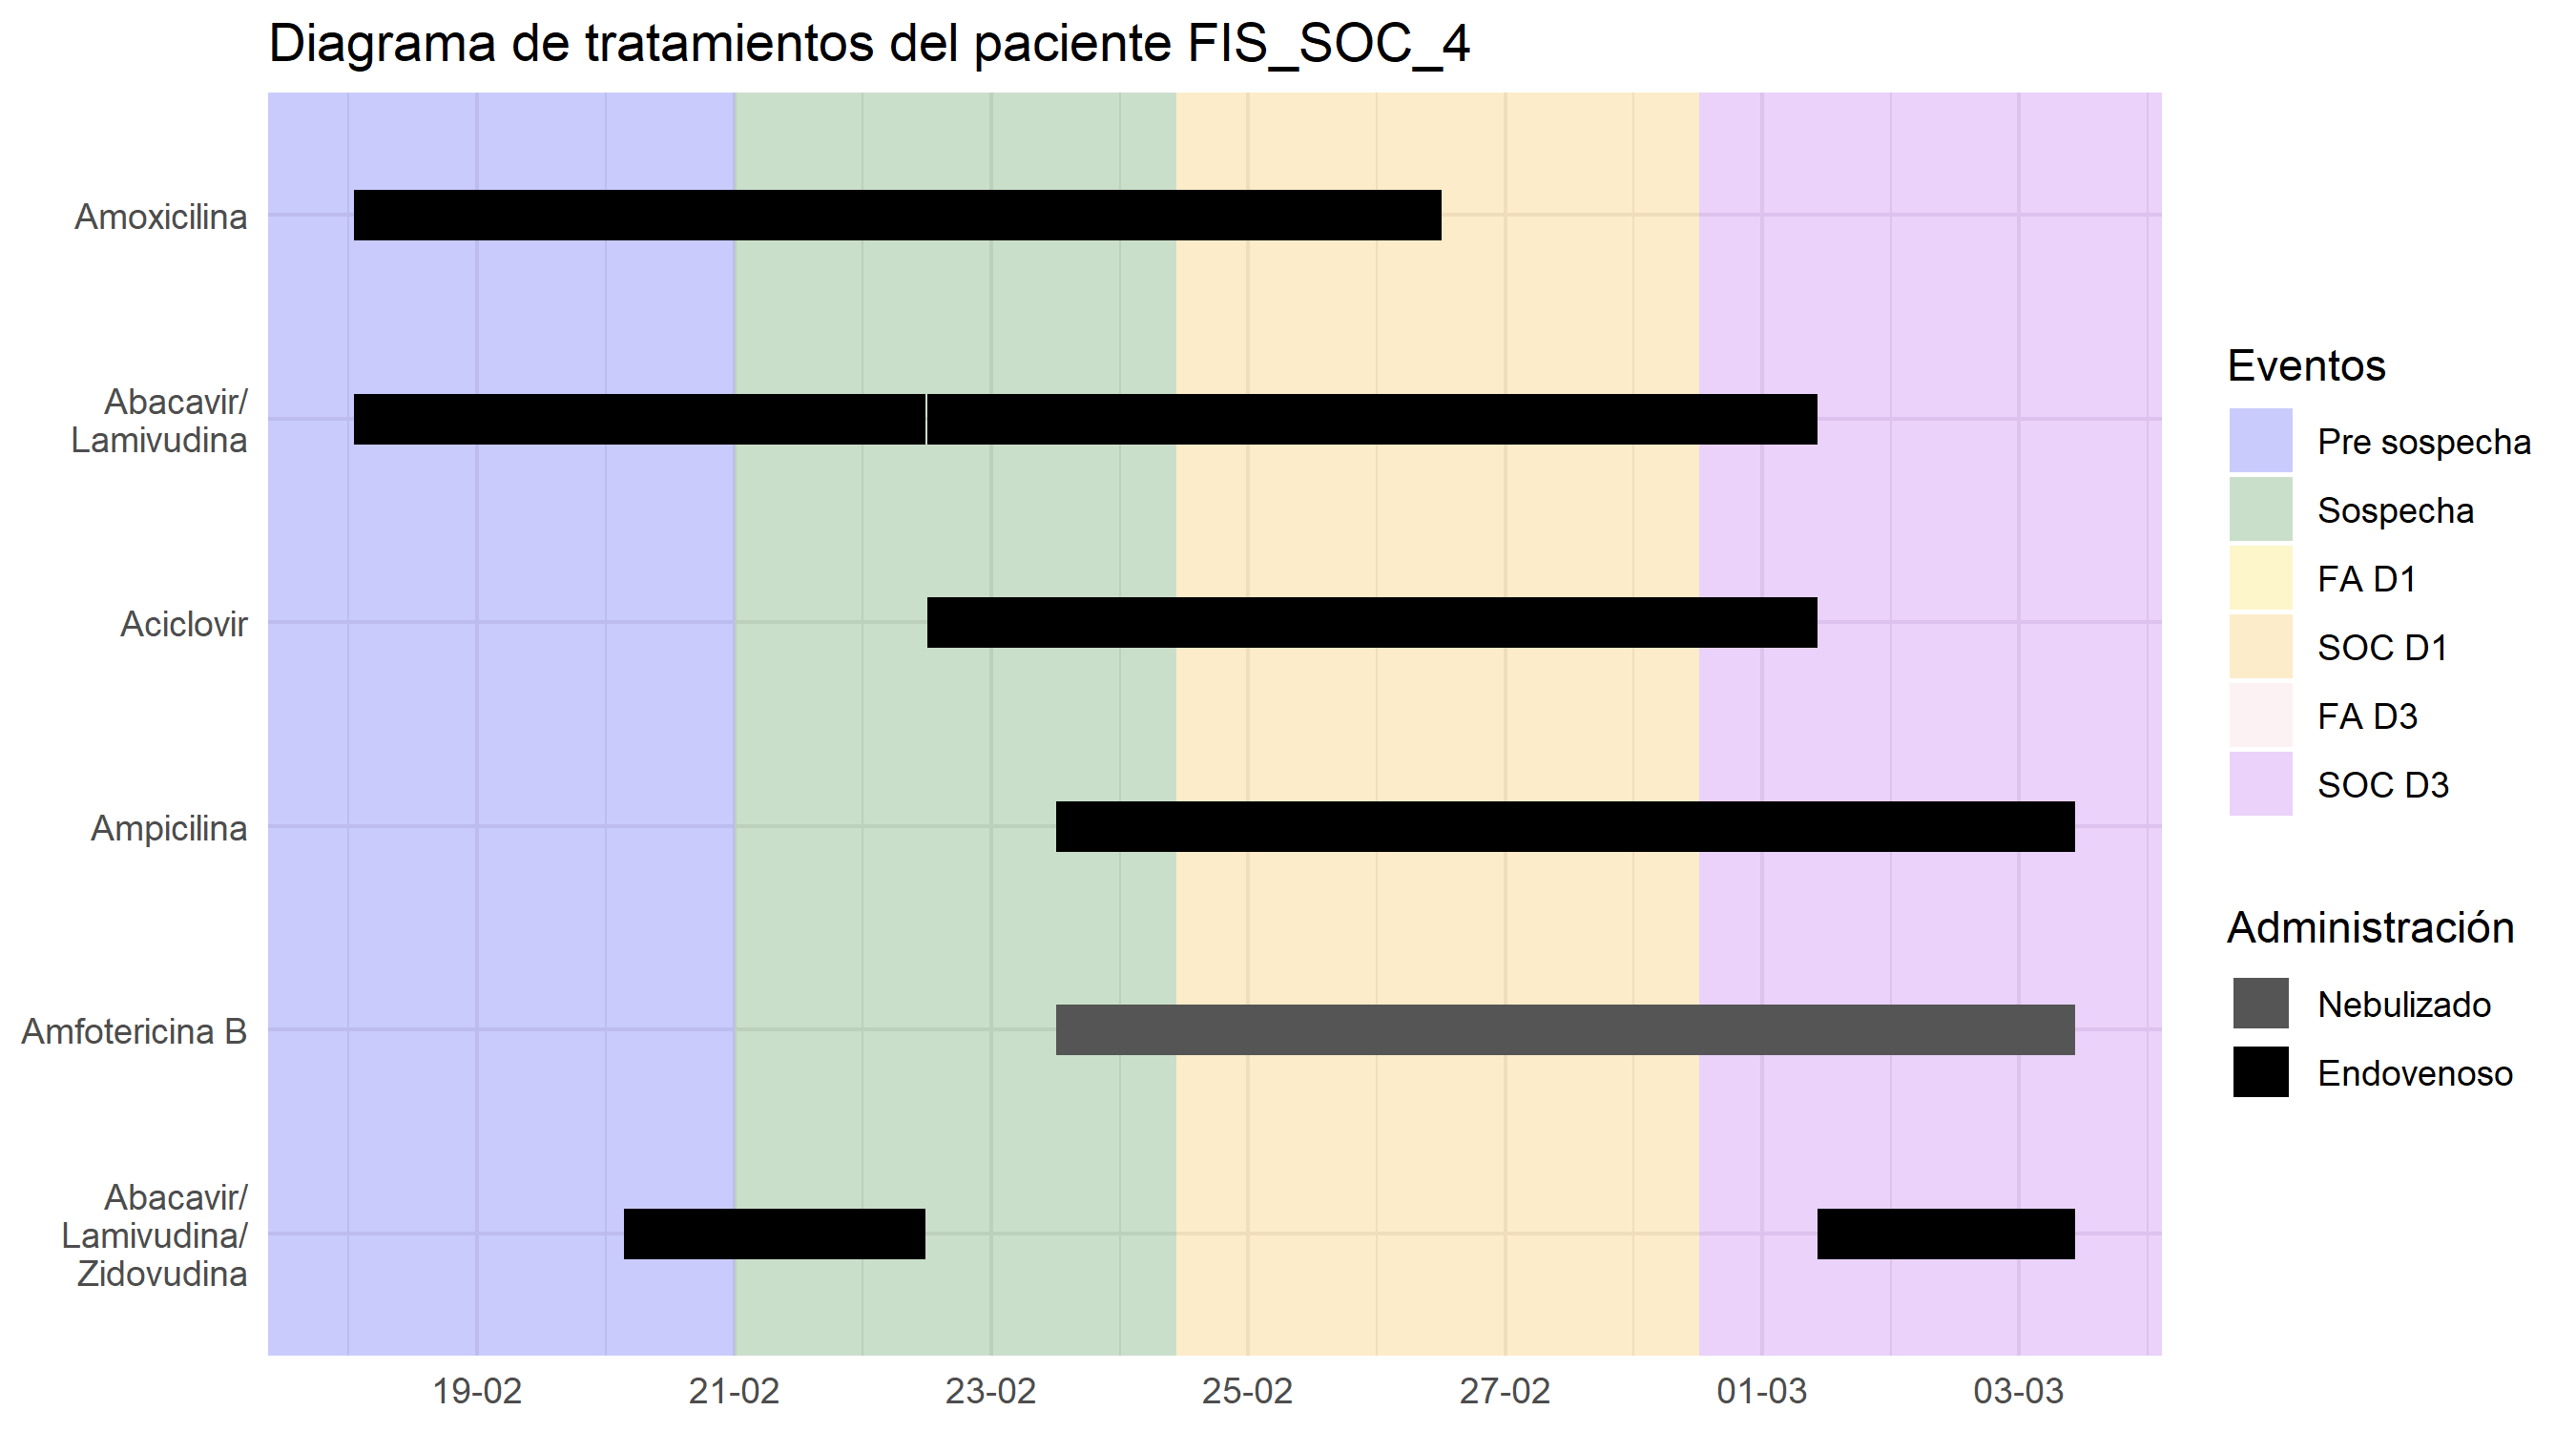 Diagrama de tratamientos del paciente FIS_SOC_4
Amoxicilina
Abacavir/
Lamivudina
Aciclovir
Ampicilina
Amfotericina B
Abacavir/
Lamivudina/
Zidovudina
19-02
21-02
23-02
25-02
27-02
01-03
03-03
Eventos
Pre sospecha
Sospecha
FA D1
SOC D1
FA D3
SOC D3
Administración
Nebulizado
Endovenoso